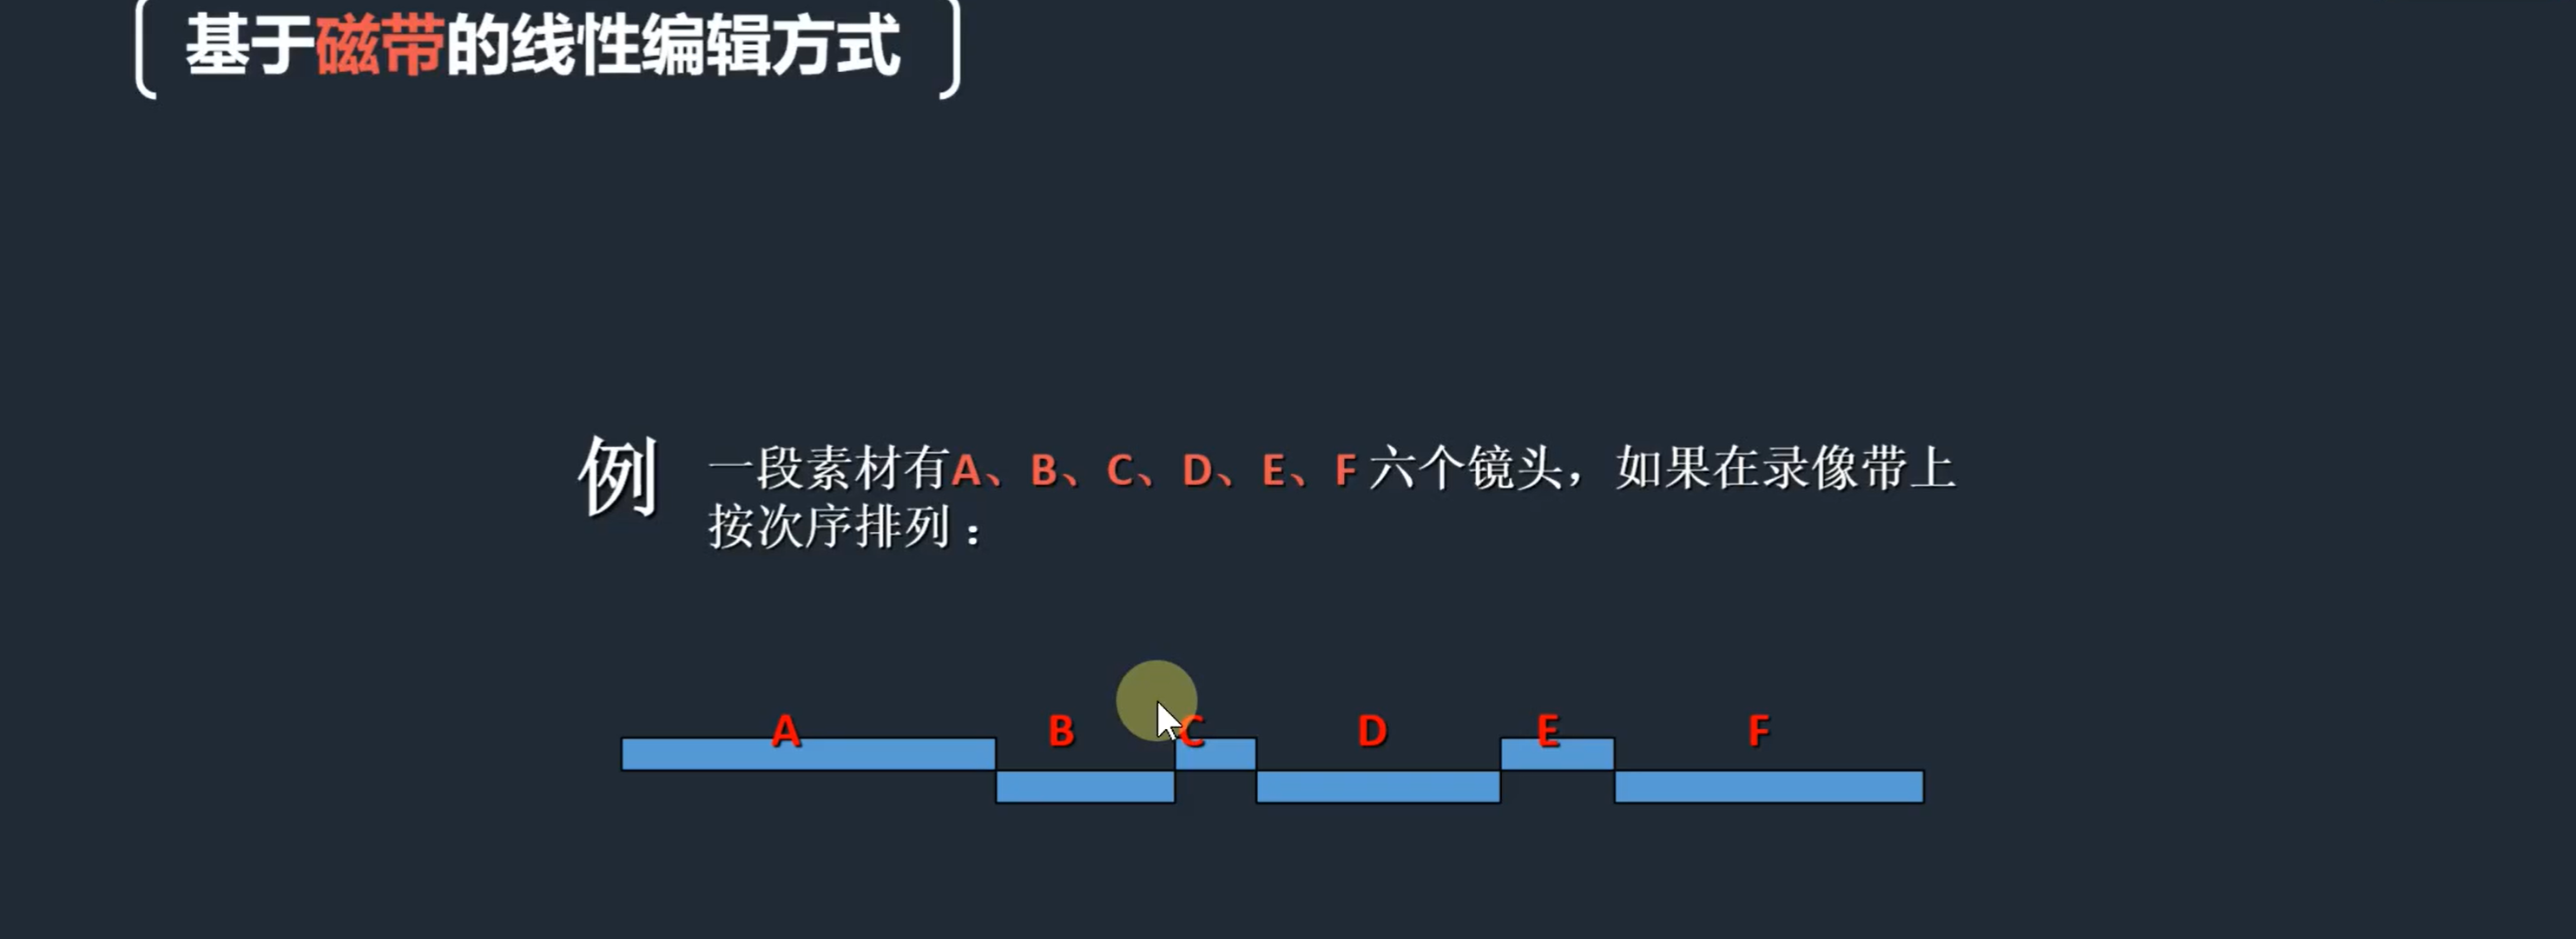 基于磁带的线性编辑方式
例
一段素材有A、B、C、D、E、F六个镜头，如果在录像带上
按次序排列：
A B C D E F